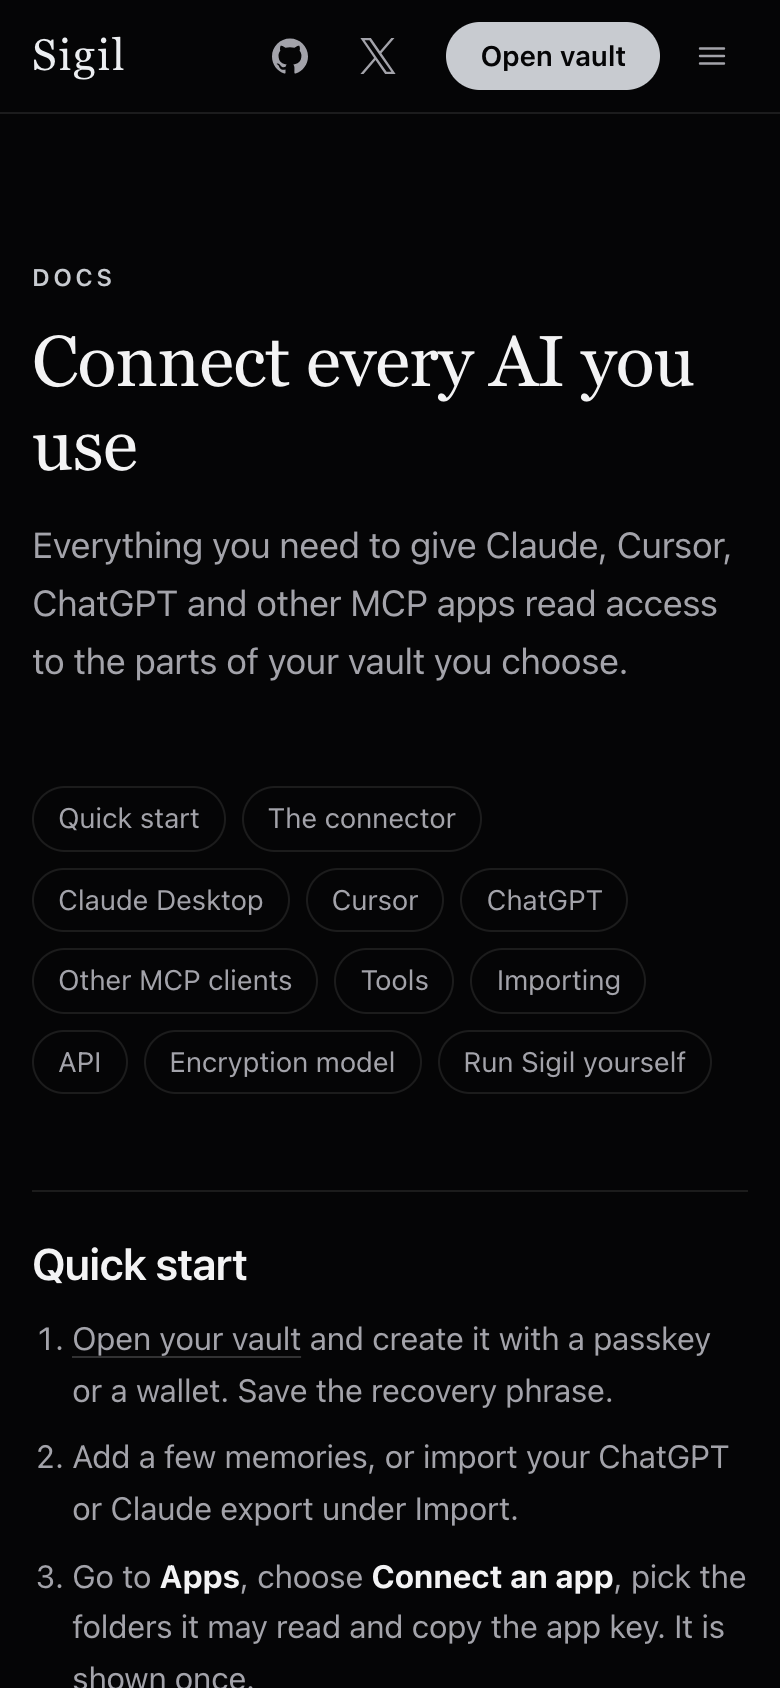 Sigil
Open vault
DOCS
Connect every AI you
use
Everything you need to give Claude, Cursor,
ChatGPT and other MCP apps read access
to the parts of your vault you choose.
Quick start
The connector
Claude Desktop
Cursor
ChatGPT
Other MCP clients
Tools
Importing
API
Encryption model
Run Sigil yourself
Quick start
1. Open your vault and create it with a passkey
or a wallet. Save the recovery phrase.
2. Add a few memories, or import your ChatGPT
or Claude export under Import.
3. Go to Apps, choose Connect an app, pick the
folders it may read and copy the app key. It is
shown once.